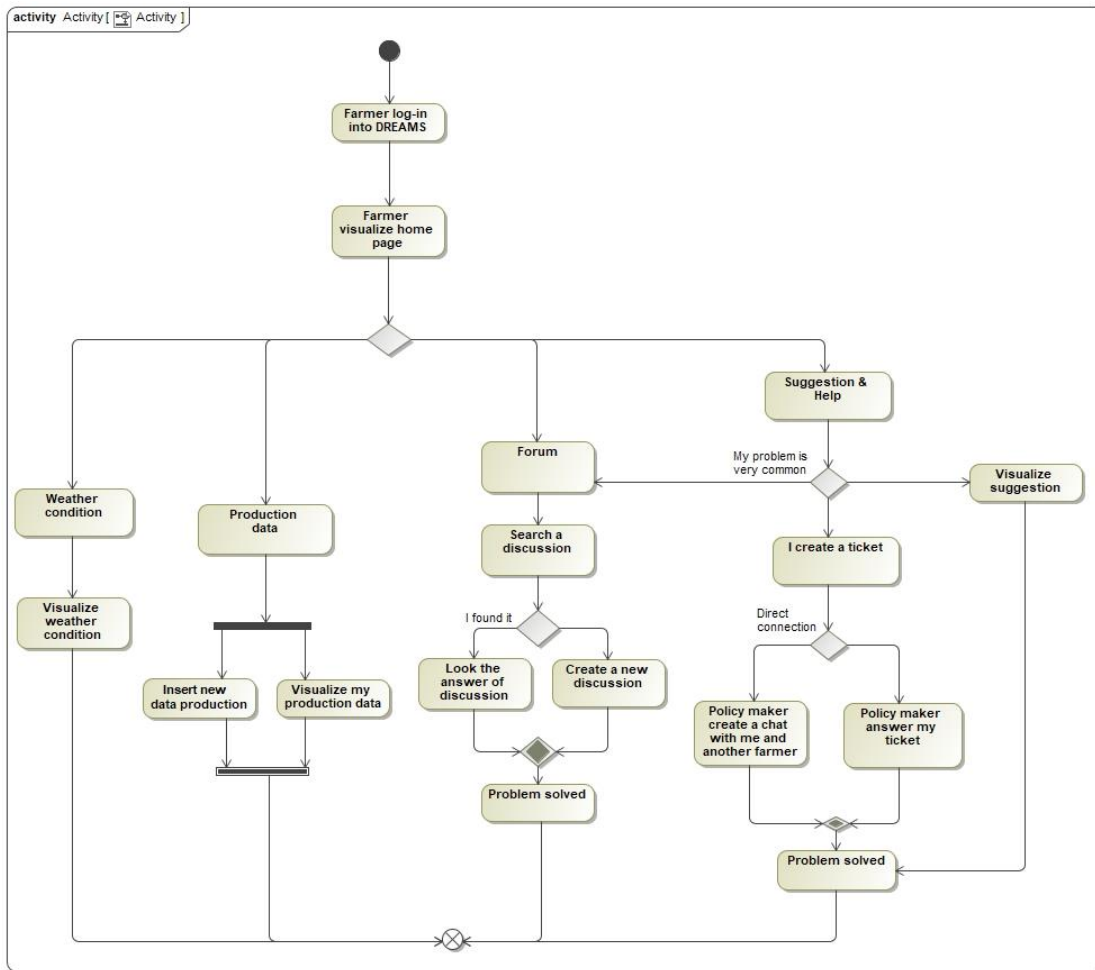 activity Activity [ Activity ]
Farmer log-in
into DREAMS
Farmer
visualize home
page
Suggestion &
Help
Forum
My problem is
very common
Visualize
suggestion
Weather
condition
Production
data
Search a
discussion
I create a ticket
Visualize
weather
condition
I found it
Direct
connection
Look the
answer of
discussion
Create a new
discussion
Insert new
data production
Visualize my
production data
Policy maker
create a chat
with me and
another farmer
Policy maker
answer my
ticket
Problem solved
Problem solved